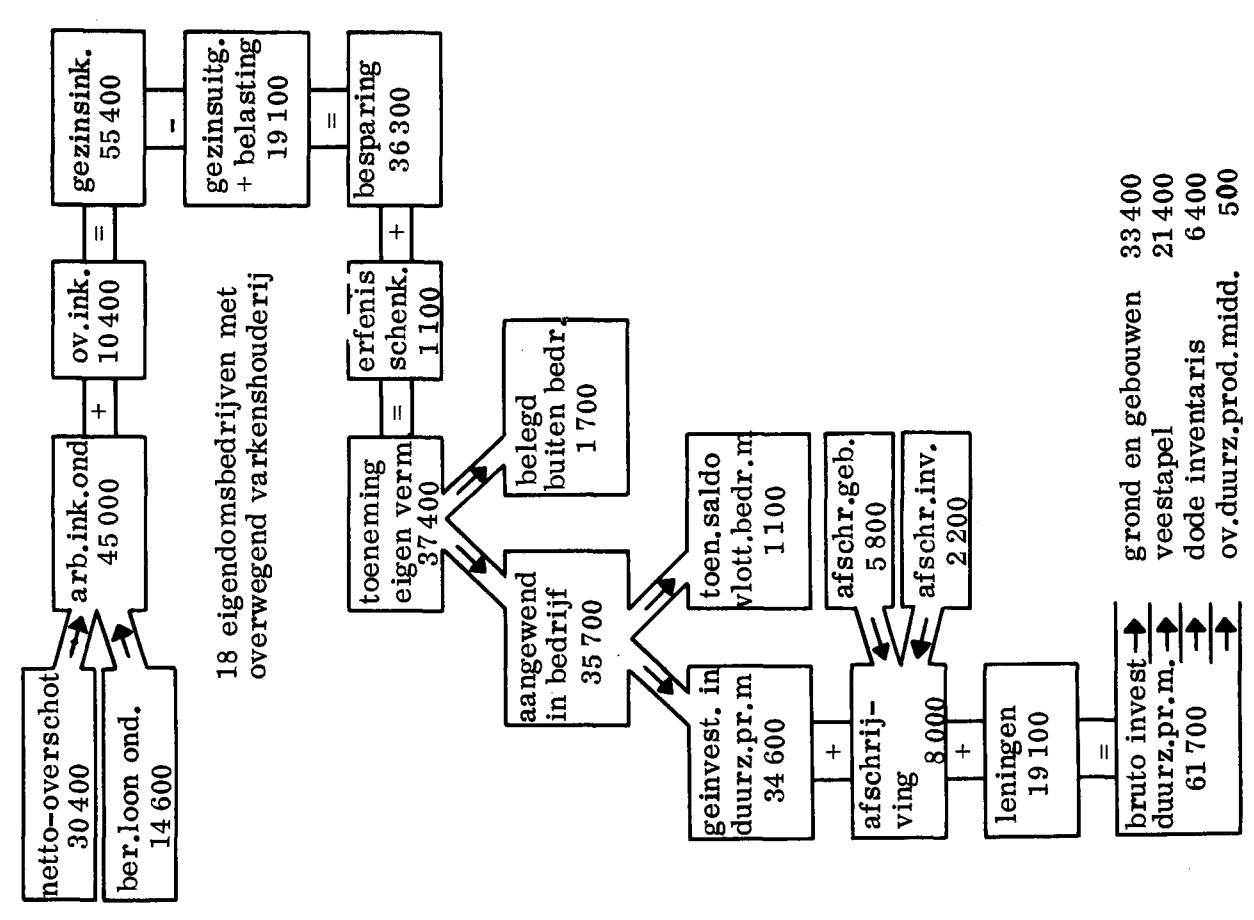 netto-overschot
30 400
ber.loon ond.
14 600
arb.ink.ond
45 000
+
ov.ink.
10 400
=
gezinsink.
55 400
-
gezinsuitg.
+ belasting
19 100
=
besparing
36 300
+
erfenis
schenk.
1 100
=
toeneming
eigen verm.
37 400
18 eigendomsbedrijven met
overwegend varkenshouderij
belegd
buiten bedr.
1 700
aangewend
in bedrijf
35 700
toen.saldo
vlott.bedr.m
1 100
geinvest. in
duurz.pr.m
34 600
+
afschr.geb.
5 800
afschr.inv.
2 200
afschrij-
ving
8 000
+
leningen
19 100
=
bruto invest
duurz.pr.m.
61 700
grond en gebouwen 33 400
veestapel 21 400
dode inventaris 6 400
ov.duurz.prod.midd. 500